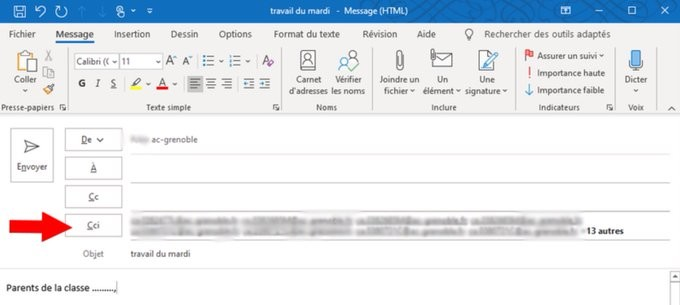 travail du mardi - Message (HTML)
Fichier Message Insertion Dessin Options Format du texte Révision Aide Rechercher des outils adaptés
Coller
Presse-papiers
Calibri (C 11
G I S
Texte simple
Carnet d'adresses
Vérifier les noms
Noms
Joindre un fichier
Un élément
Une signature
Inclure
Assurer un suivi
Importance haute
Importance faible
Indicateurs
Dicter
Voix
Envoyer
De
ac-grenoble
À
Cc
Cci
+13 autres
Objet travail du mardi
Parents de la classe .........,